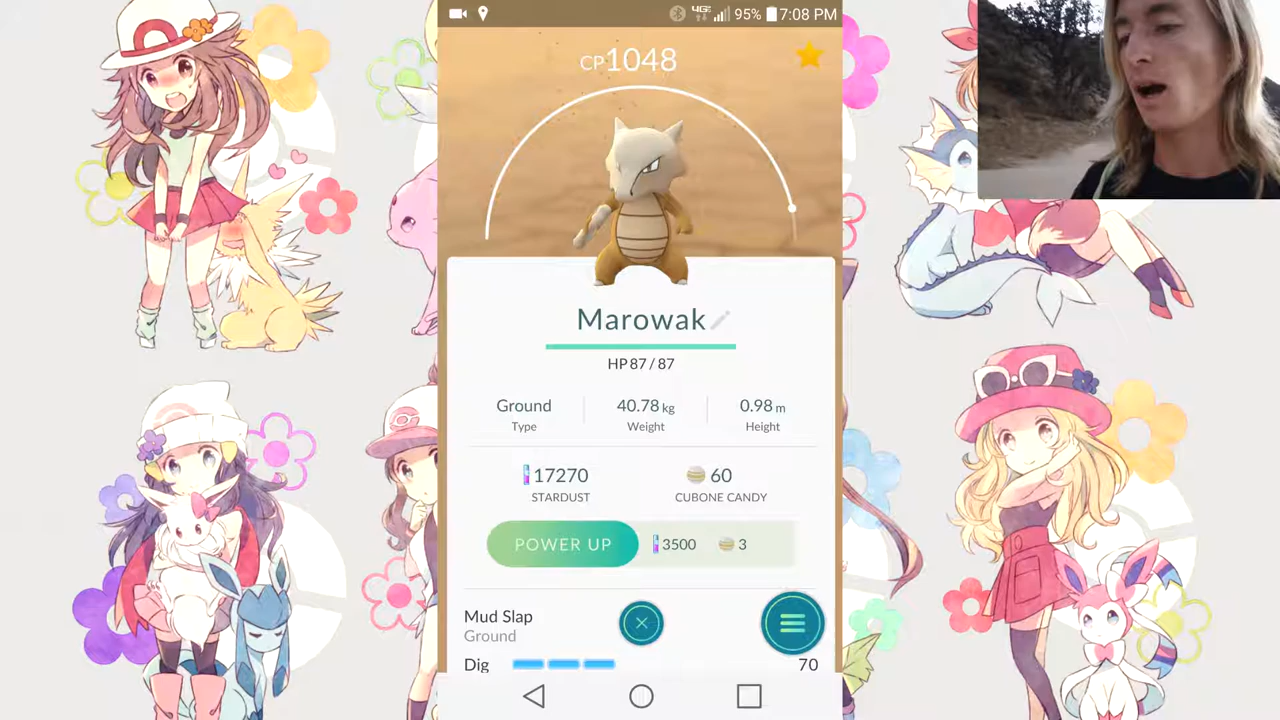 4G LTE 95% 7:08 PM
CP1048
Marowak
HP 87 / 87
Ground 40.78 kg 0.98 m
Type Weight Height
17270 60
STARDUST CUBONE CANDY
POWER UP 3500 3
Mud Slap
Ground
Dig 70